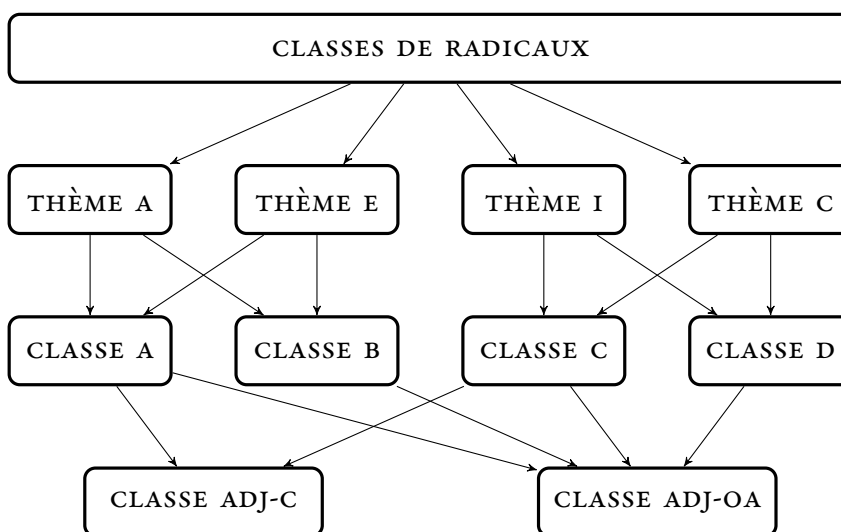 CLASSES DE RADICAUX
THÈME A THÈME E THÈME I THÈME C
CLASSE A CLASSE B CLASSE C CLASSE D
CLASSE ADJ-C CLASSE ADJ-OA